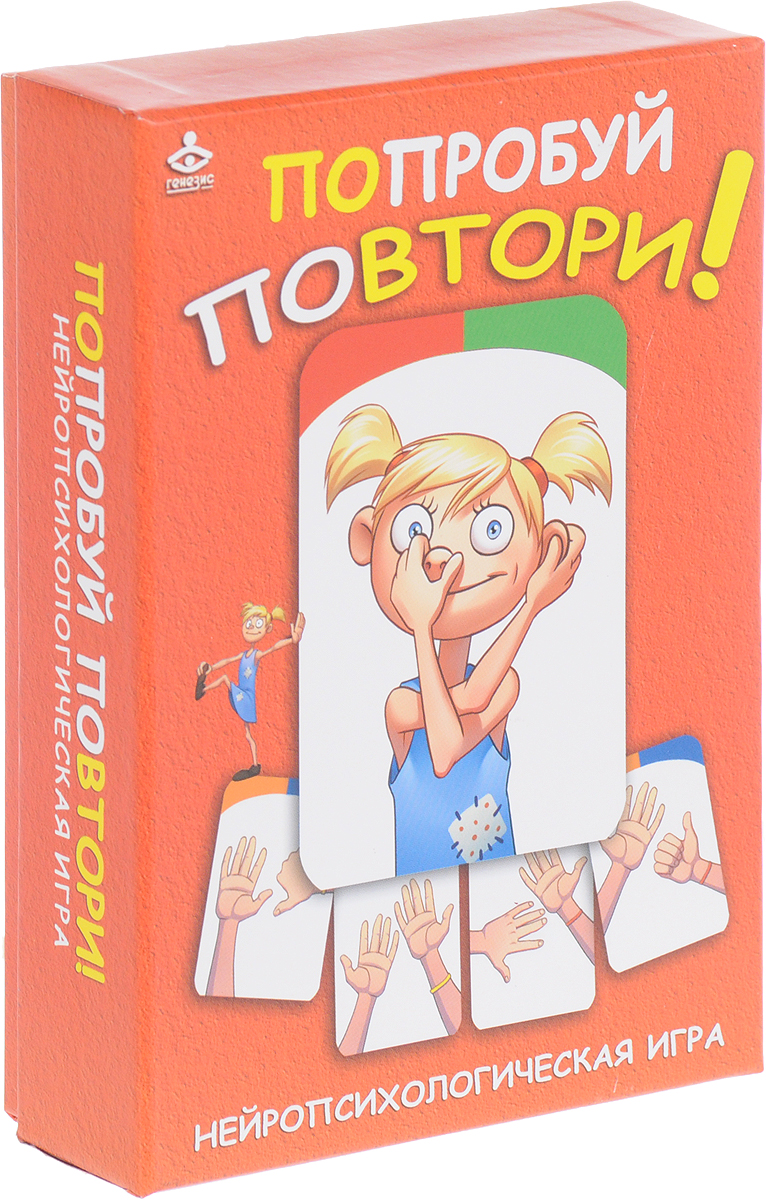 генезис
ПОПРОБУЙ
ПОВТОРИ!
НЕЙРОПСИХОЛОГИЧЕСКАЯ ИГРА
ПОПРОБУЙ ПОВТОРИ!
НЕЙРОПСИХОЛОГИЧЕСКАЯ ИГРА